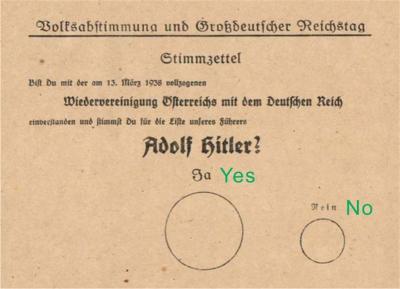 Volksabstimmung und Großdeutscher Reichstag
Stimmzettel
Bist Du mit der am 13. März 1938 vollzogenen
Wiedervereinigung Österreichs mit dem Deutschen Reich
einverstanden und stimmst Du für die Liste unseres Führers
Adolf Hitler?
Ja Yes
Nein No